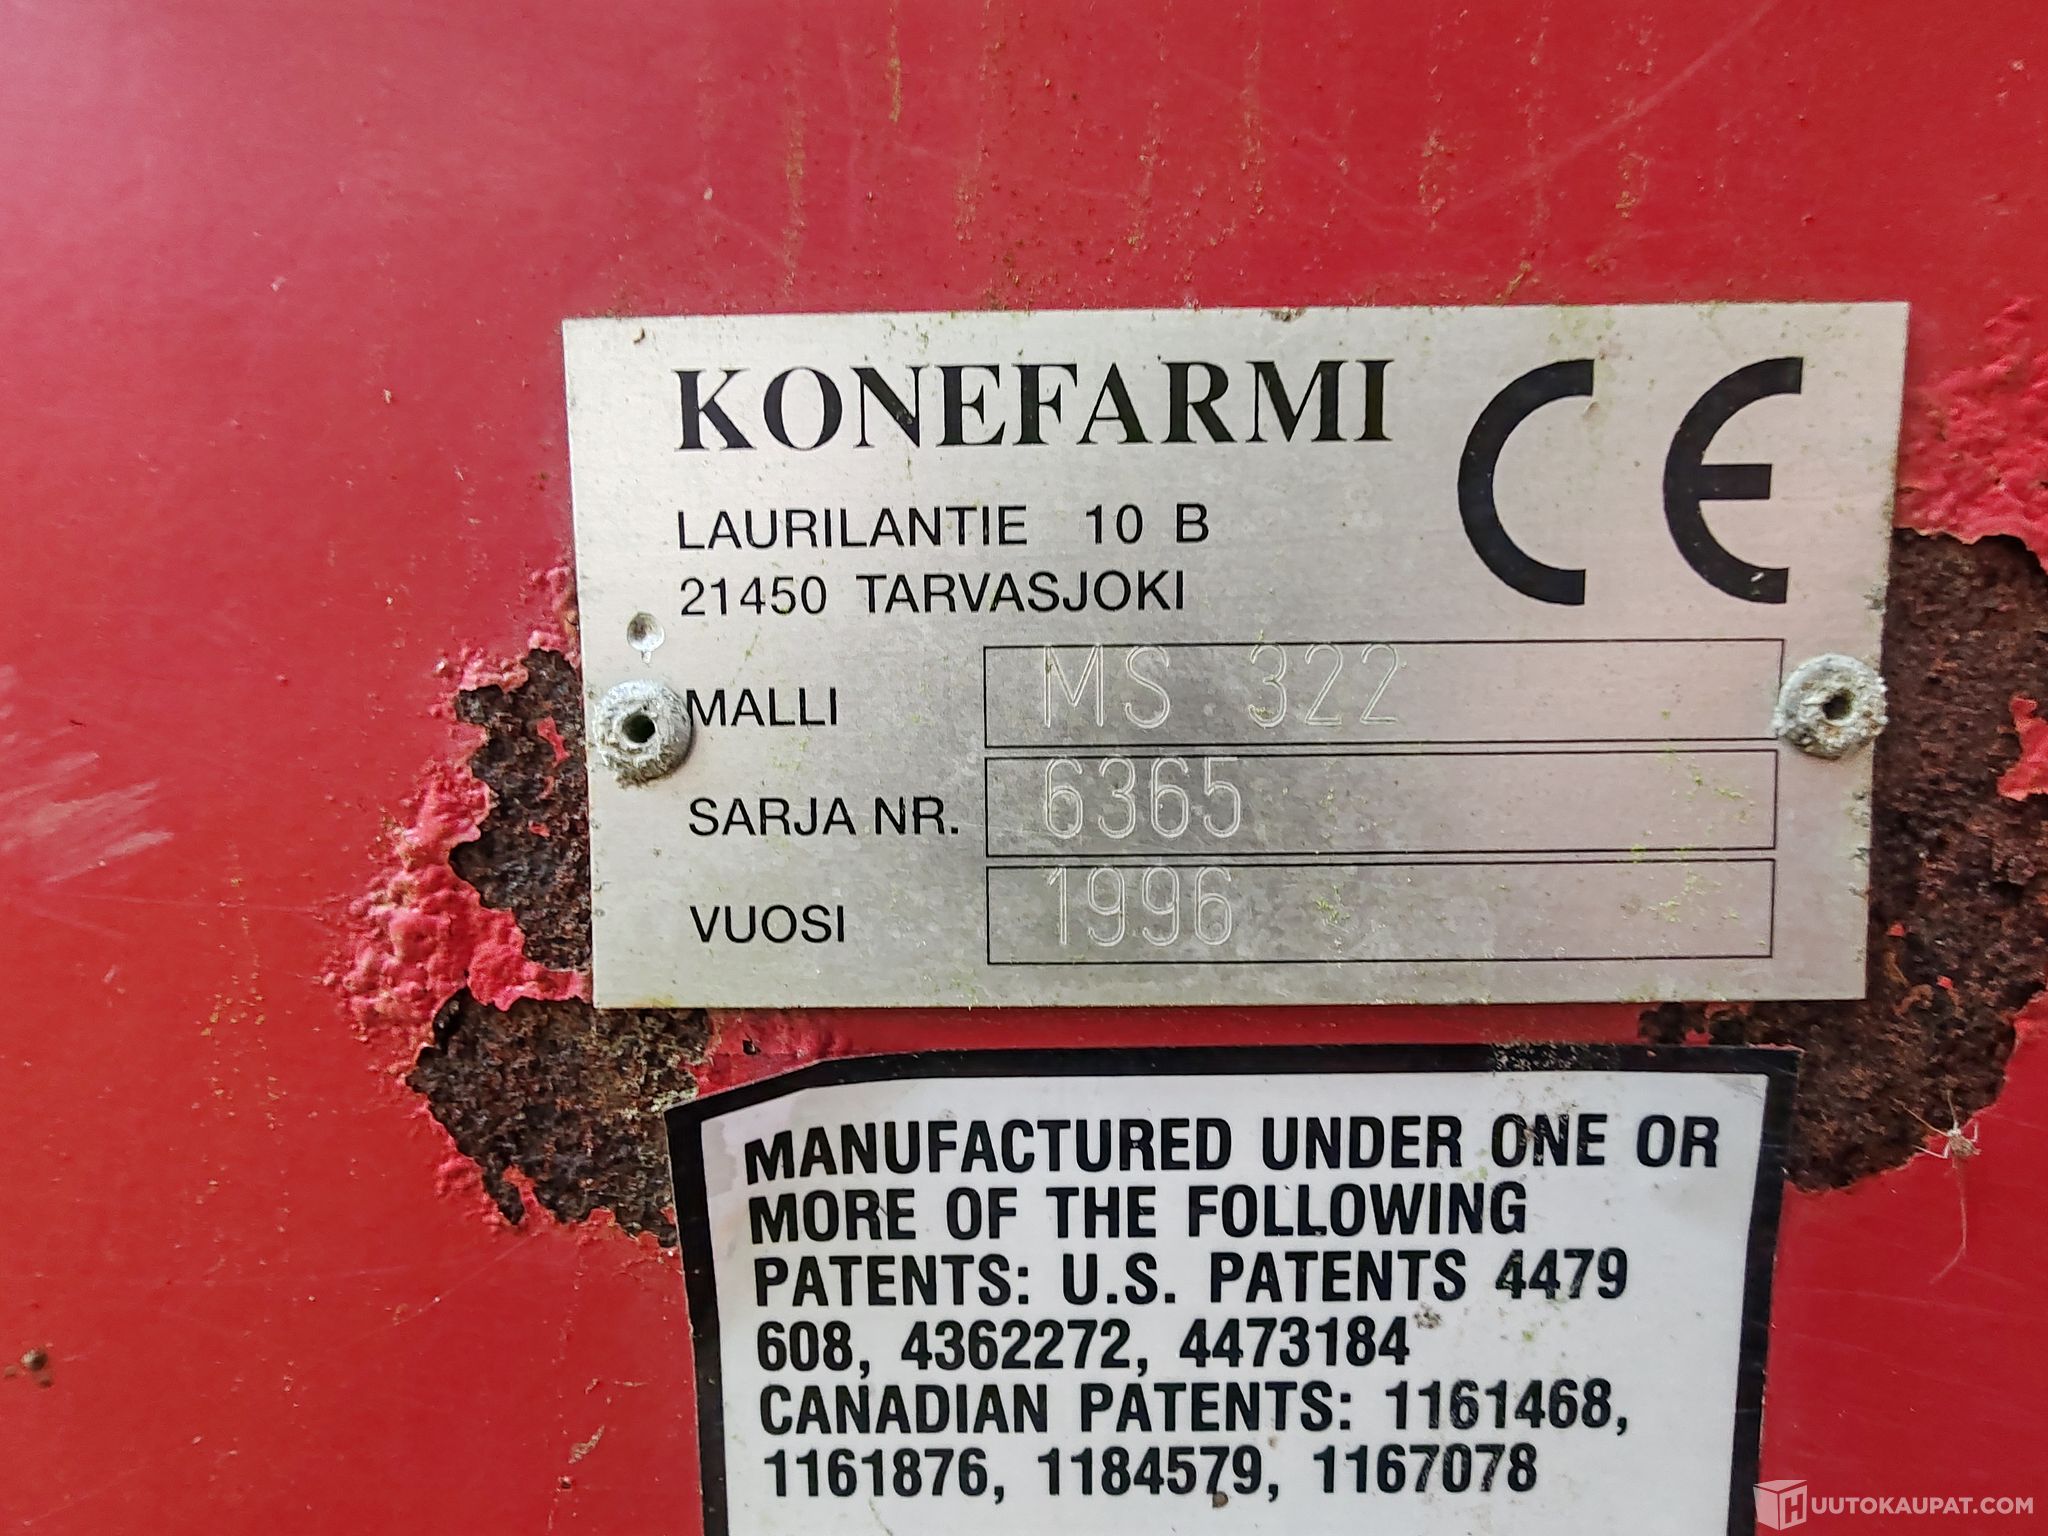 KONEFARMI
CE
LAURILANTIE 10 B
21450 TARVASJOKI
MALLI MS 322
SARJA NR. 6365
VUOSI 1996
MANUFACTURED UNDER ONE OR
MORE OF THE FOLLOWING
PATENTS: U.S. PATENTS 4479
608, 4362272, 4473184
CANADIAN PATENTS: 1161468,
1161876, 1184579, 1167078
HUUTOKAUPAT.COM